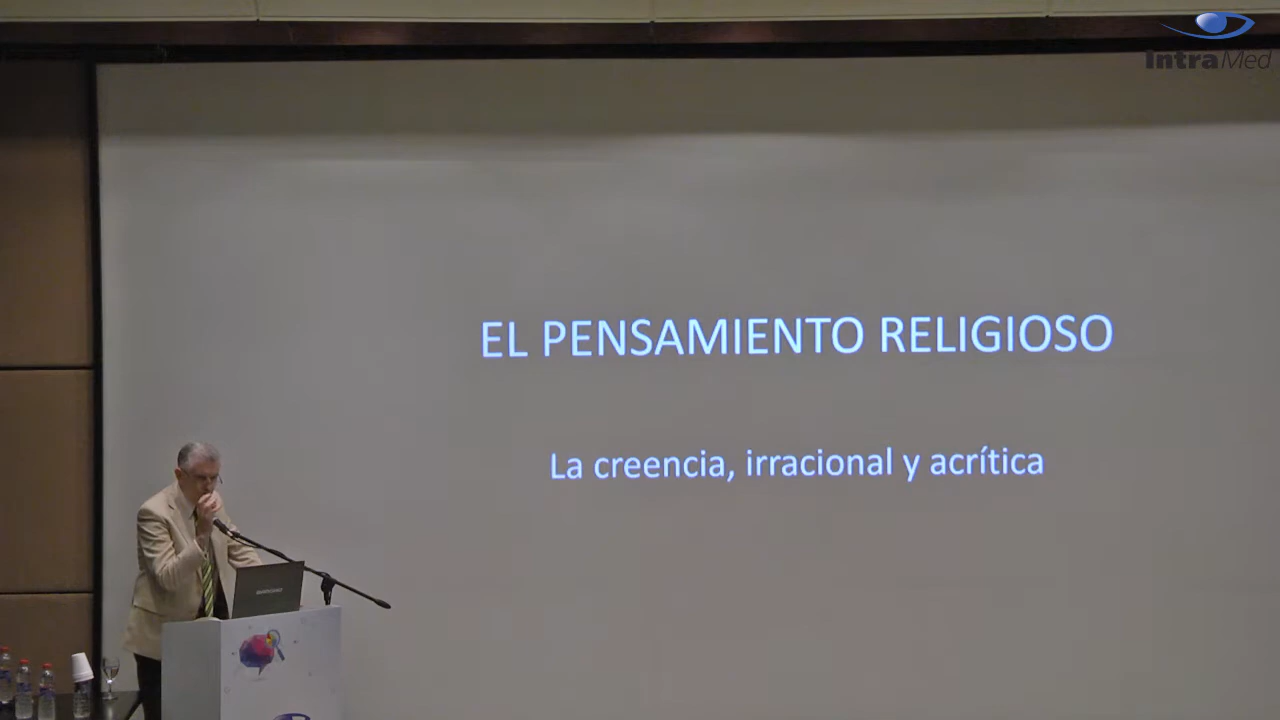 IntraMed
EL PENSAMIENTO RELIGIOSO
La creencia, irracional y acrítica